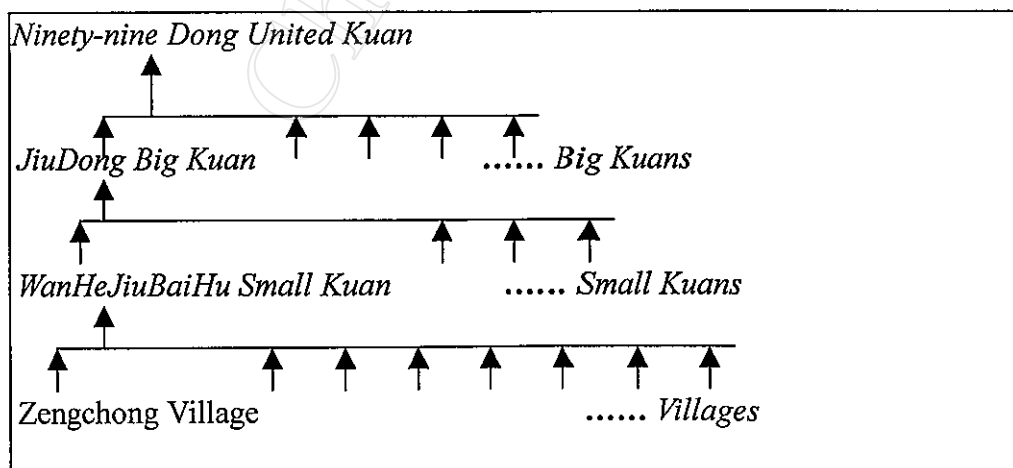 Ninety-nine Dong United Kuan
JiuDong Big Kuan ...... Big Kuans
WanHeJiuBaiHu Small Kuan ...... Small Kuans
Zengchong Village ...... Villages